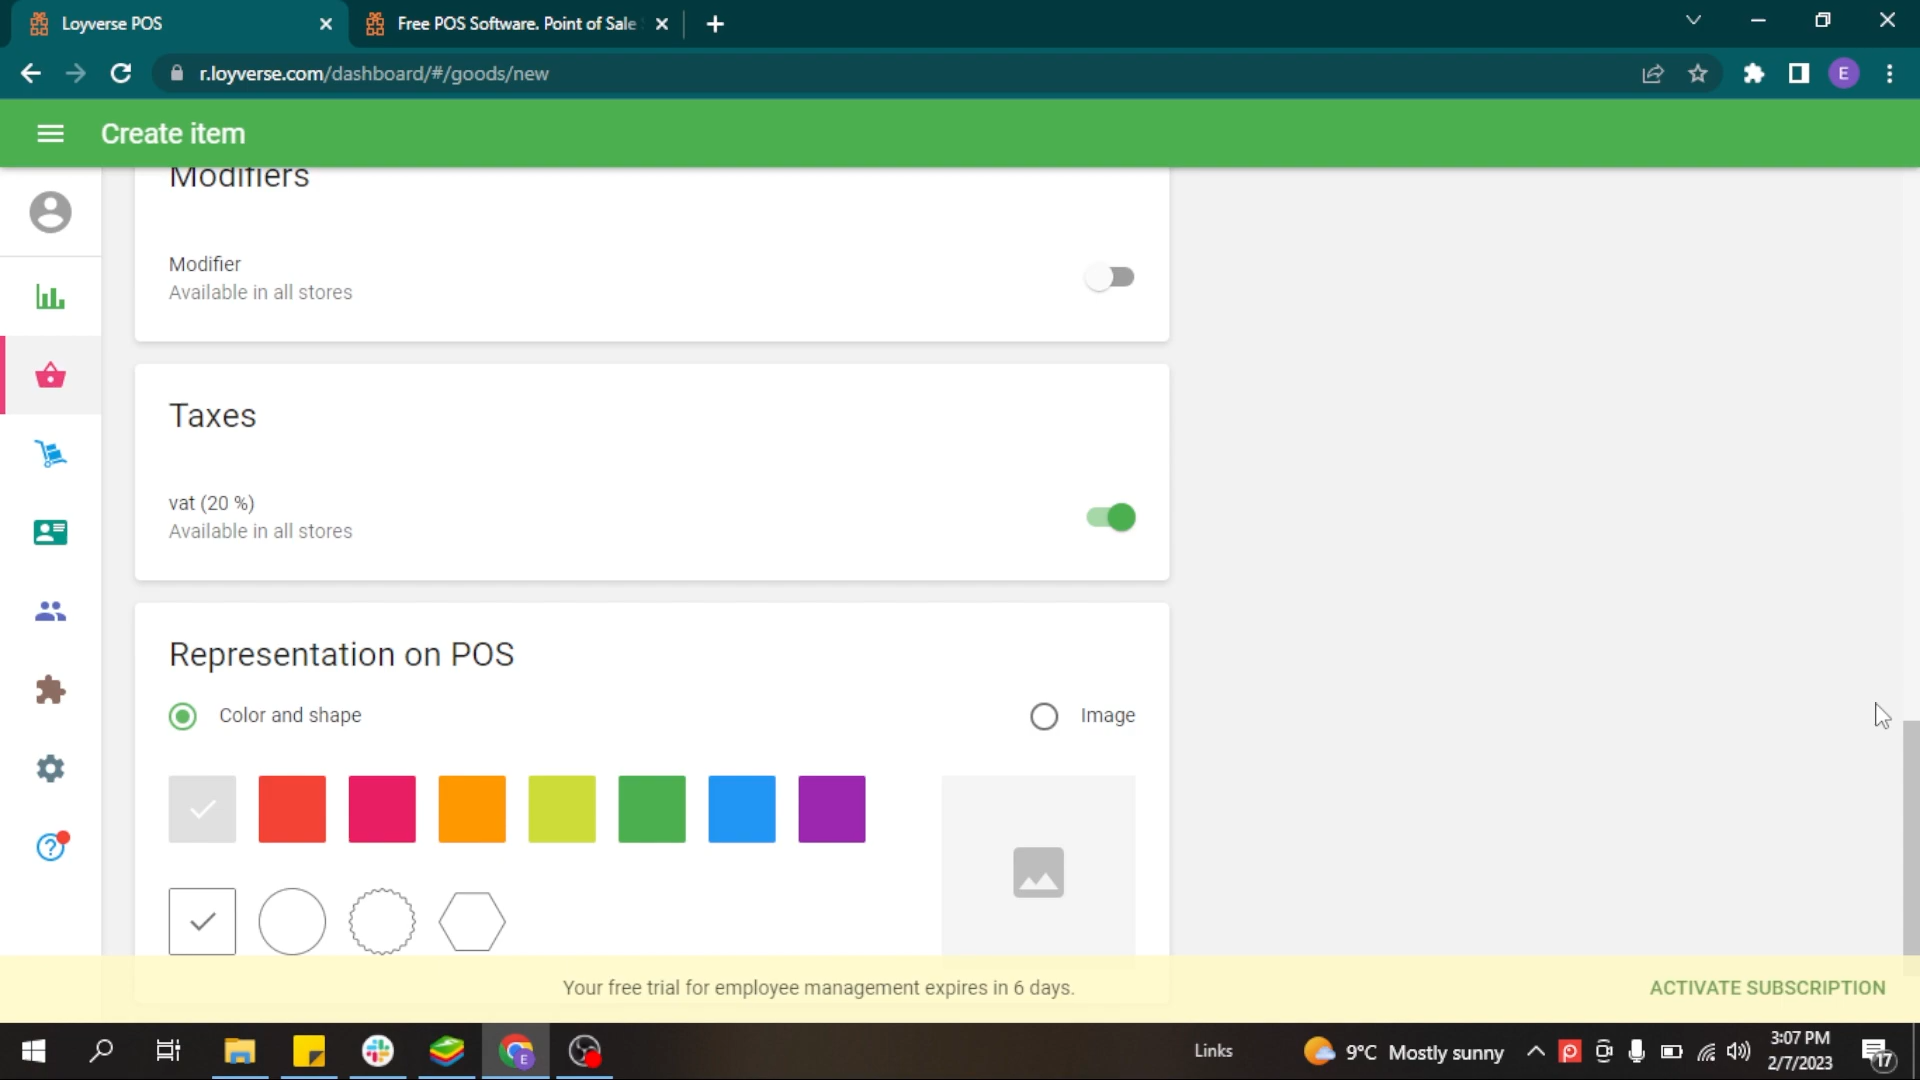 Loyverse POS
Free POS Software. Point of Sale
r.loyverse.com/dashboard/#/goods/new
E
Create item
Modifiers
Modifier
Available in all stores
Taxes
vat (20 %)
Available in all stores
Representation on POS
Color and shape
Image
Your free trial for employee management expires in 6 days.
ACTIVATE SUBSCRIPTION
E
Links
9°C Mostly sunny
3:07 PM
2/7/2023
17